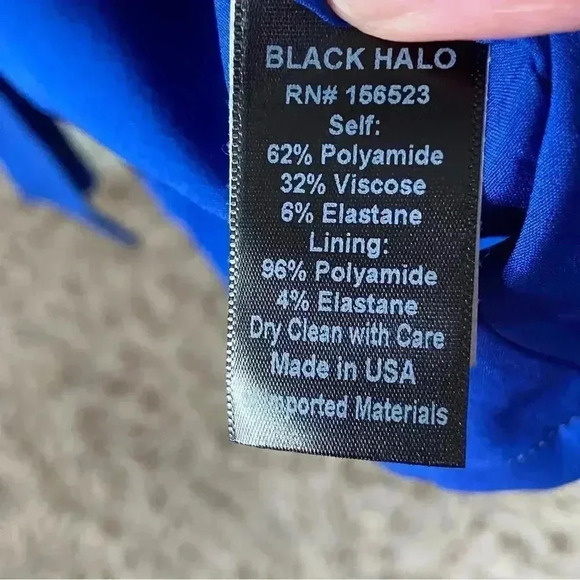 BLACK HALO
RN# 156523
Self:
62% Polyamide
32% Viscose
6% Elastane
Lining:
96% Polyamide
4% Elastane
Dry Clean with Care
Made in USA
Imported Materials